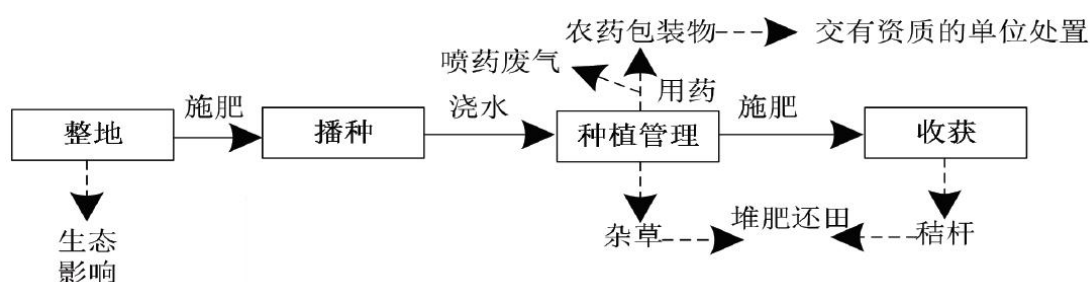 农药包装物
交有资质的单位处置
喷药废气
用药
施肥
浇水
施肥
整地
播种
种植管理
收获
生态
影响
杂草
堆肥还田
秸杆